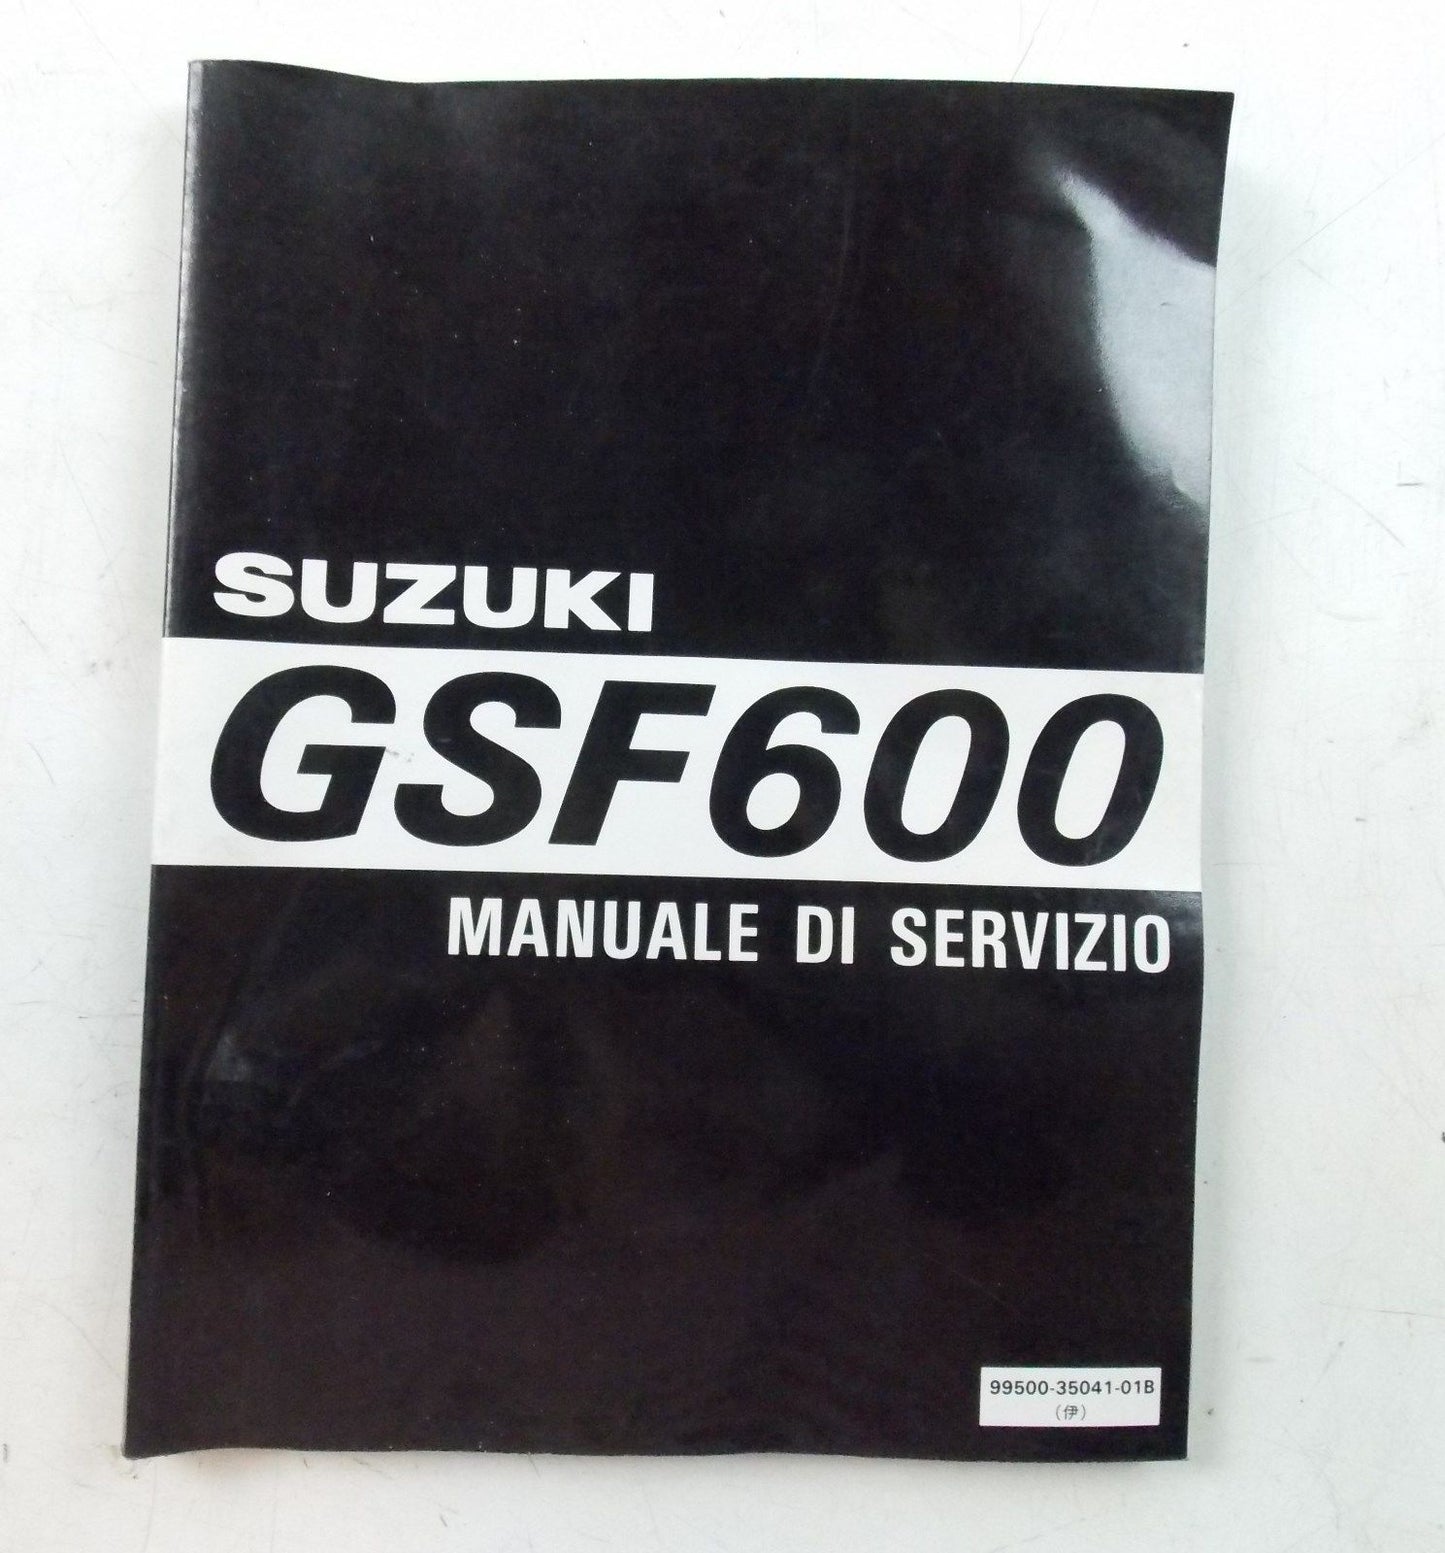 SUZUKI
GSF600
MANUALE DI SERVIZIO
99500-35041-01B
(伊)